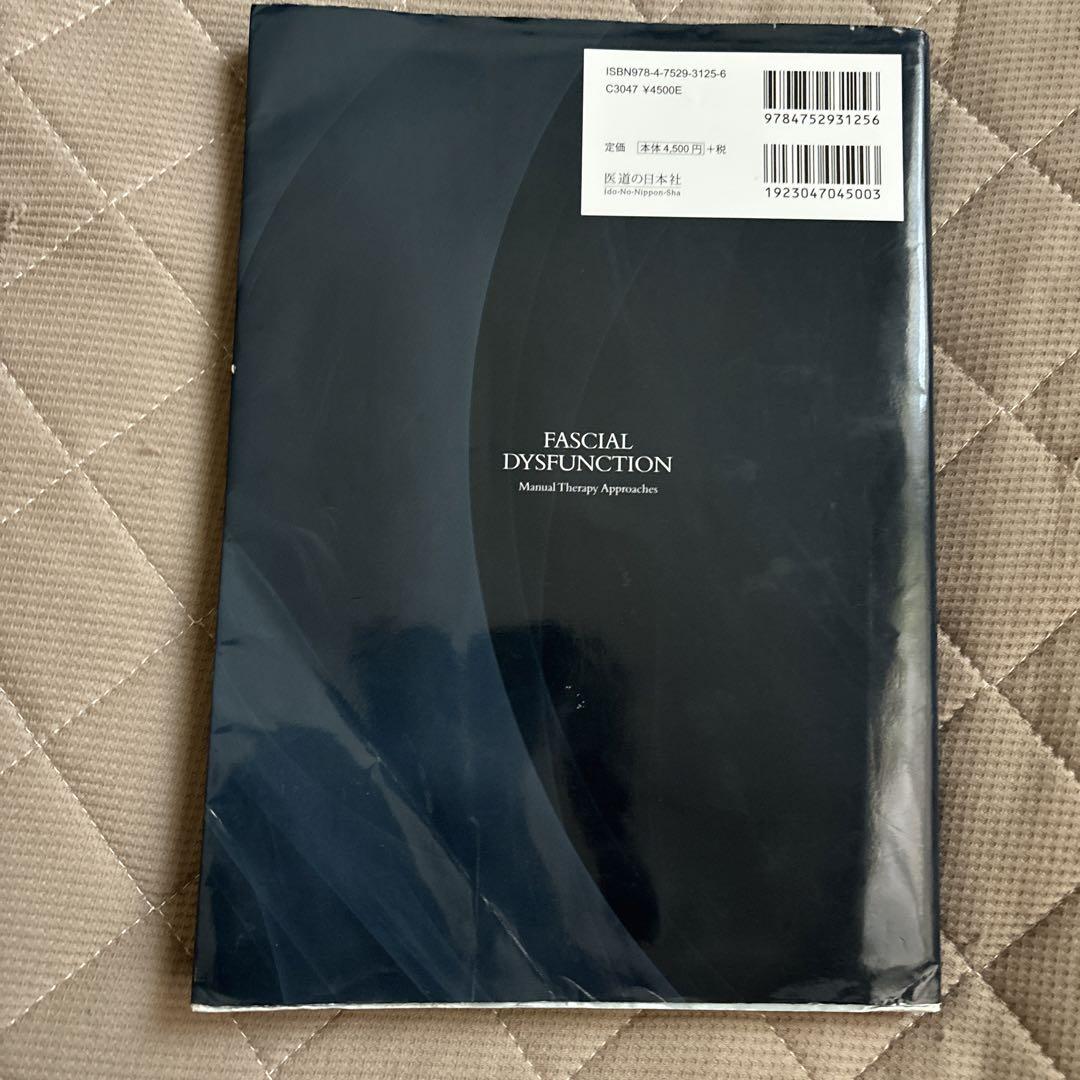 ISBN978-4-7529-3125-6
C3047 ¥4500E
9784752931256
定価 本体4,500円+税
1923047045003
医道の日本社
Ido-No-Nippon-Sha
FASCIAL
DYSFUNCTION
Manual Therapy Approaches